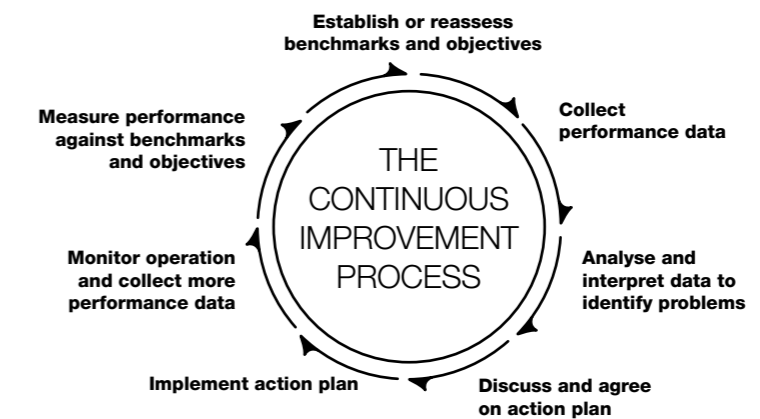 Establish or reassess
benchmarks and objectives
Collect
performance data
Analyse and
interpret data to
identify problems
Discuss and agree
on action plan
Implement action plan
Monitor operation
and collect more
performance data
Measure performance
against benchmarks
and objectives
THE
CONTINUOUS
IMPROVEMENT
PROCESS